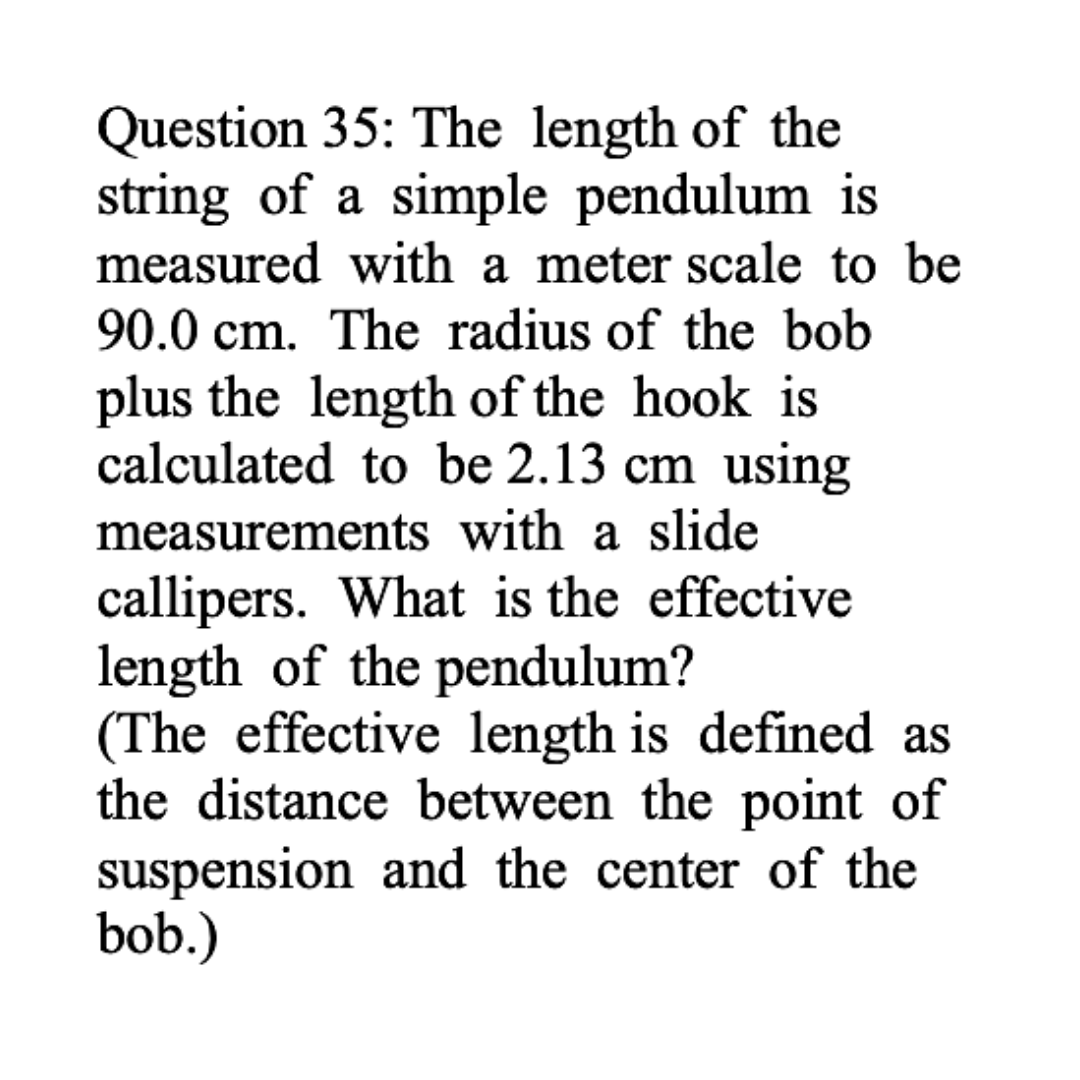 Question 35: The length of the
string of a simple pendulum is
measured with a meter scale to be
90.0 cm. The radius of the bob
plus the length of the hook is
calculated to be 2.13 cm using
measurements with a slide
callipers. What is the effective
length of the pendulum?
(The effective length is defined as
the distance between the point of
suspension and the center of the
bob.)